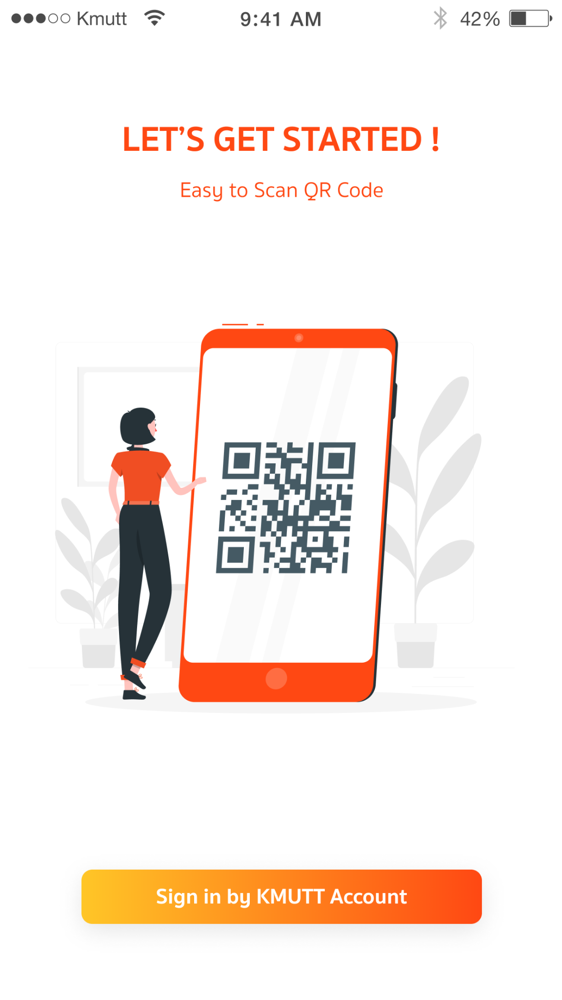 Kmutt 9:41 AM 42%
LET'S GET STARTED !
Easy to Scan QR Code
Sign in by KMUTT Account